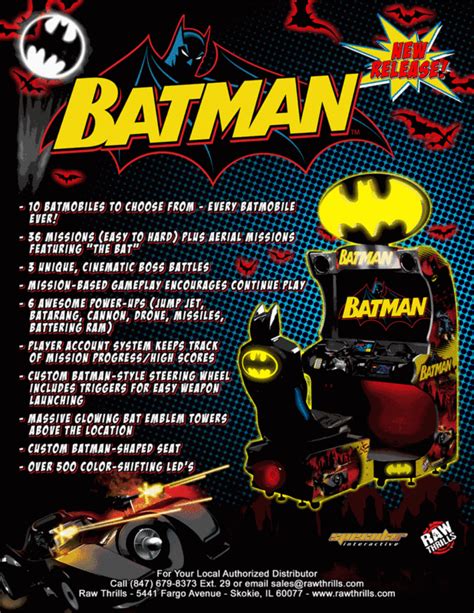 NEW
RELEASE!
BATMAN
TM
- 10 BATMOBILES TO CHOOSE FROM - EVERY BATMOBILE
EVER!
- 36 MISSIONS (EASY TO HARD) PLUS AERIAL MISSIONS
FEATURING "THE BAT"
- 3 UNIQUE, CINEMATIC BOSS BATTLES
- MISSION-BASED GAMEPLAY ENCOURAGES CONTINUE PLAY
- 6 AWESOME POWER-UPS (JUMP JET,
BATARANG, CANNON, DRONE, MISSILES,
BATTERING RAM)
- PLAYER ACCOUNT SYSTEM KEEPS TRACK
OF MISSION PROGRESS/HIGH SCORES
- CUSTOM BATMAN-STYLE STEERING WHEEL
INCLUDES TRIGGERS FOR EASY WEAPON
LAUNCHING
- MASSIVE GLOWING BAT EMBLEM TOWERS
ABOVE THE LOCATION
- CUSTOM BATMAN-SHAPED SEAT
- OVER 500 COLOR-SHIFTING LED'S
BATMAN
BATMAN
BATMAN
specular
interactive
RAW
THRILLS
For Your Local Authorized Distributor
Call (847) 679-8373 Ext. 29 or email sales@rawthrills.com
Raw Thrills - 5441 Fargo Avenue - Skokie, IL 60077 - www.rawthrills.com